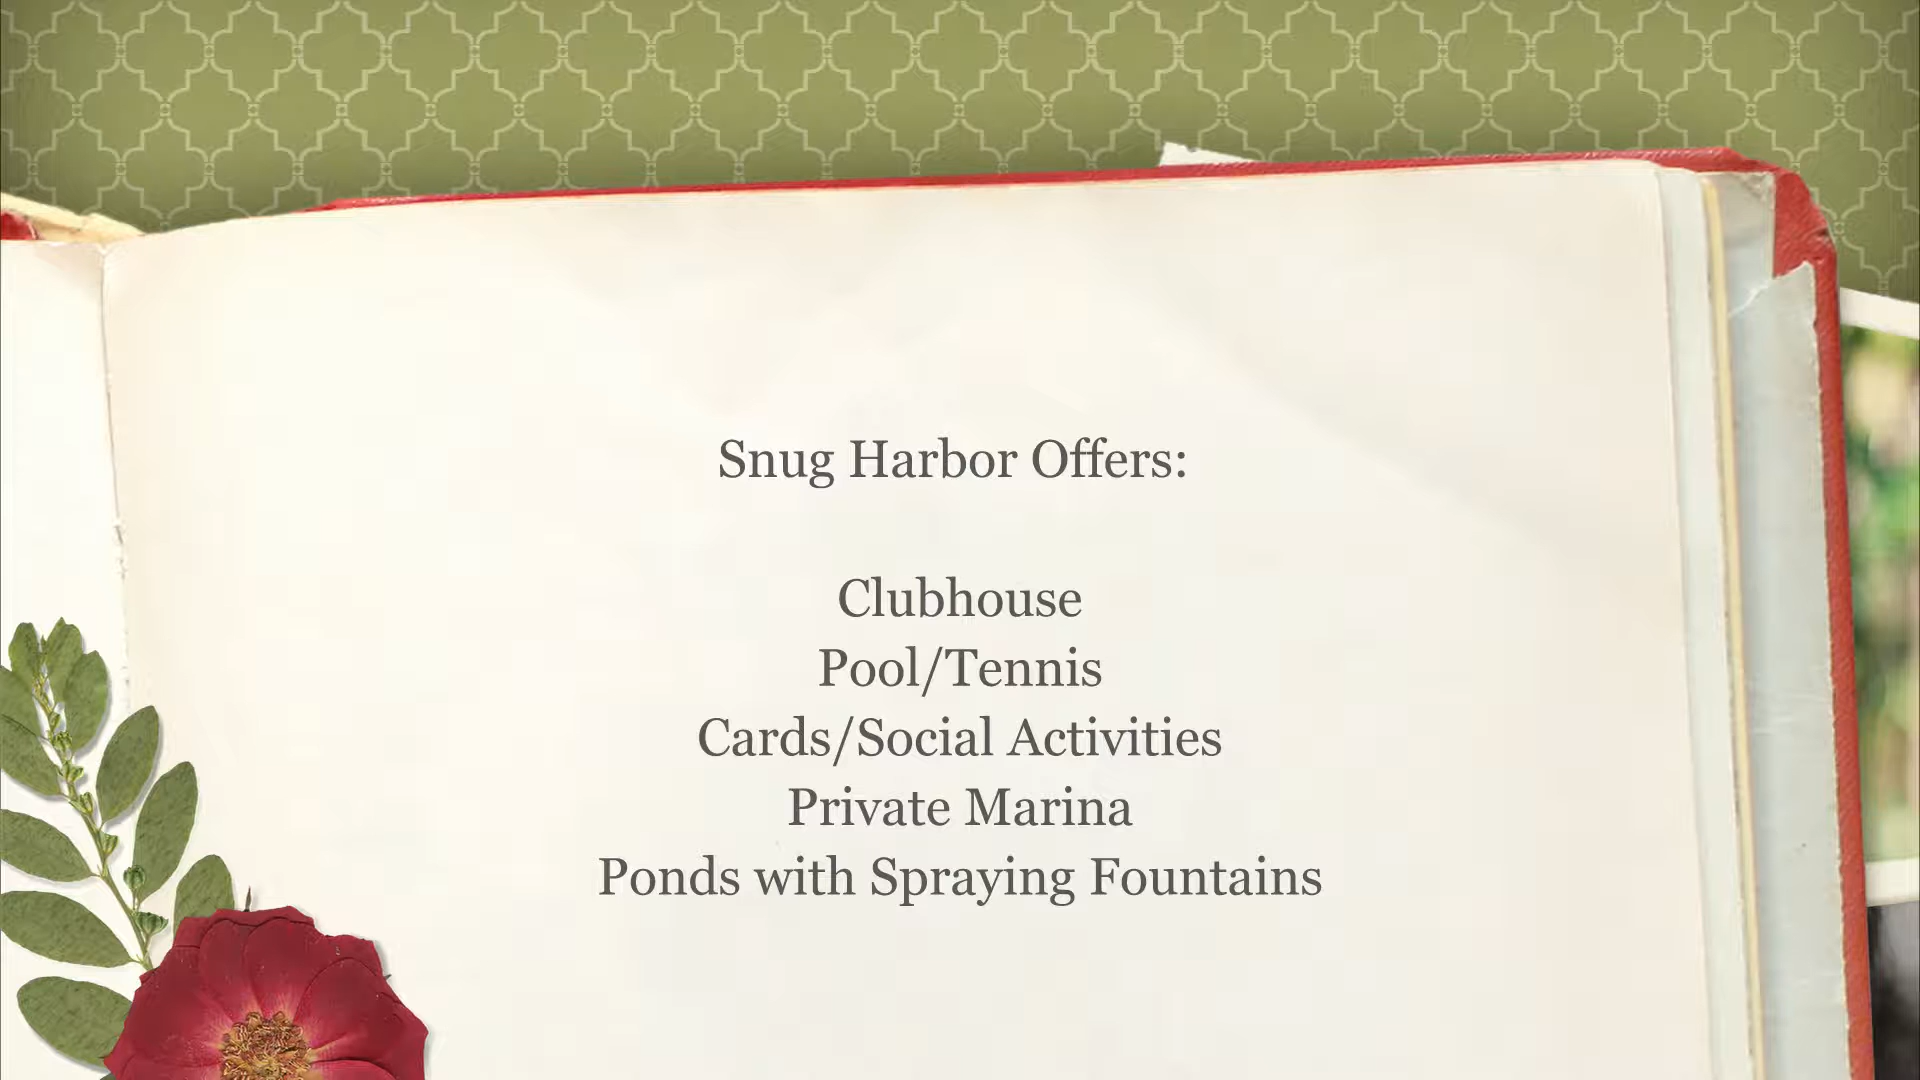 Snug Harbor Offers:
Clubhouse
Pool/Tennis
Cards/Social Activities
Private Marina
Ponds with Spraying Fountains